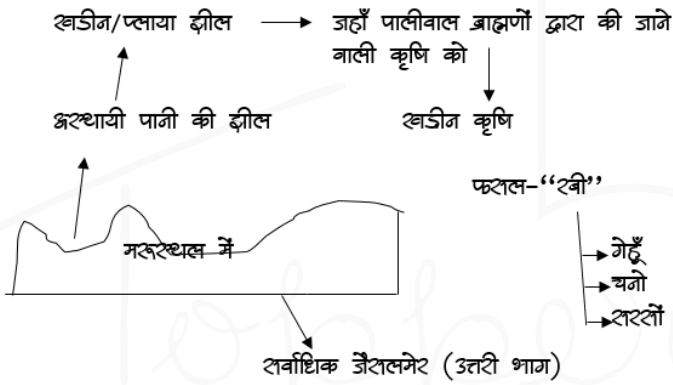 खडीन/प्लाया झील → जहाँ पालीवाल ब्राह्मणों द्वारा की जाने
वाली कृषि को
अस्थायी पानी की झील
खडीन कृषि
फसल-“रबी”
मरूस्थल में
गेहूँ
चनो
सरसों
सर्वाधिक जैसलमेर (उत्तरी भाग)